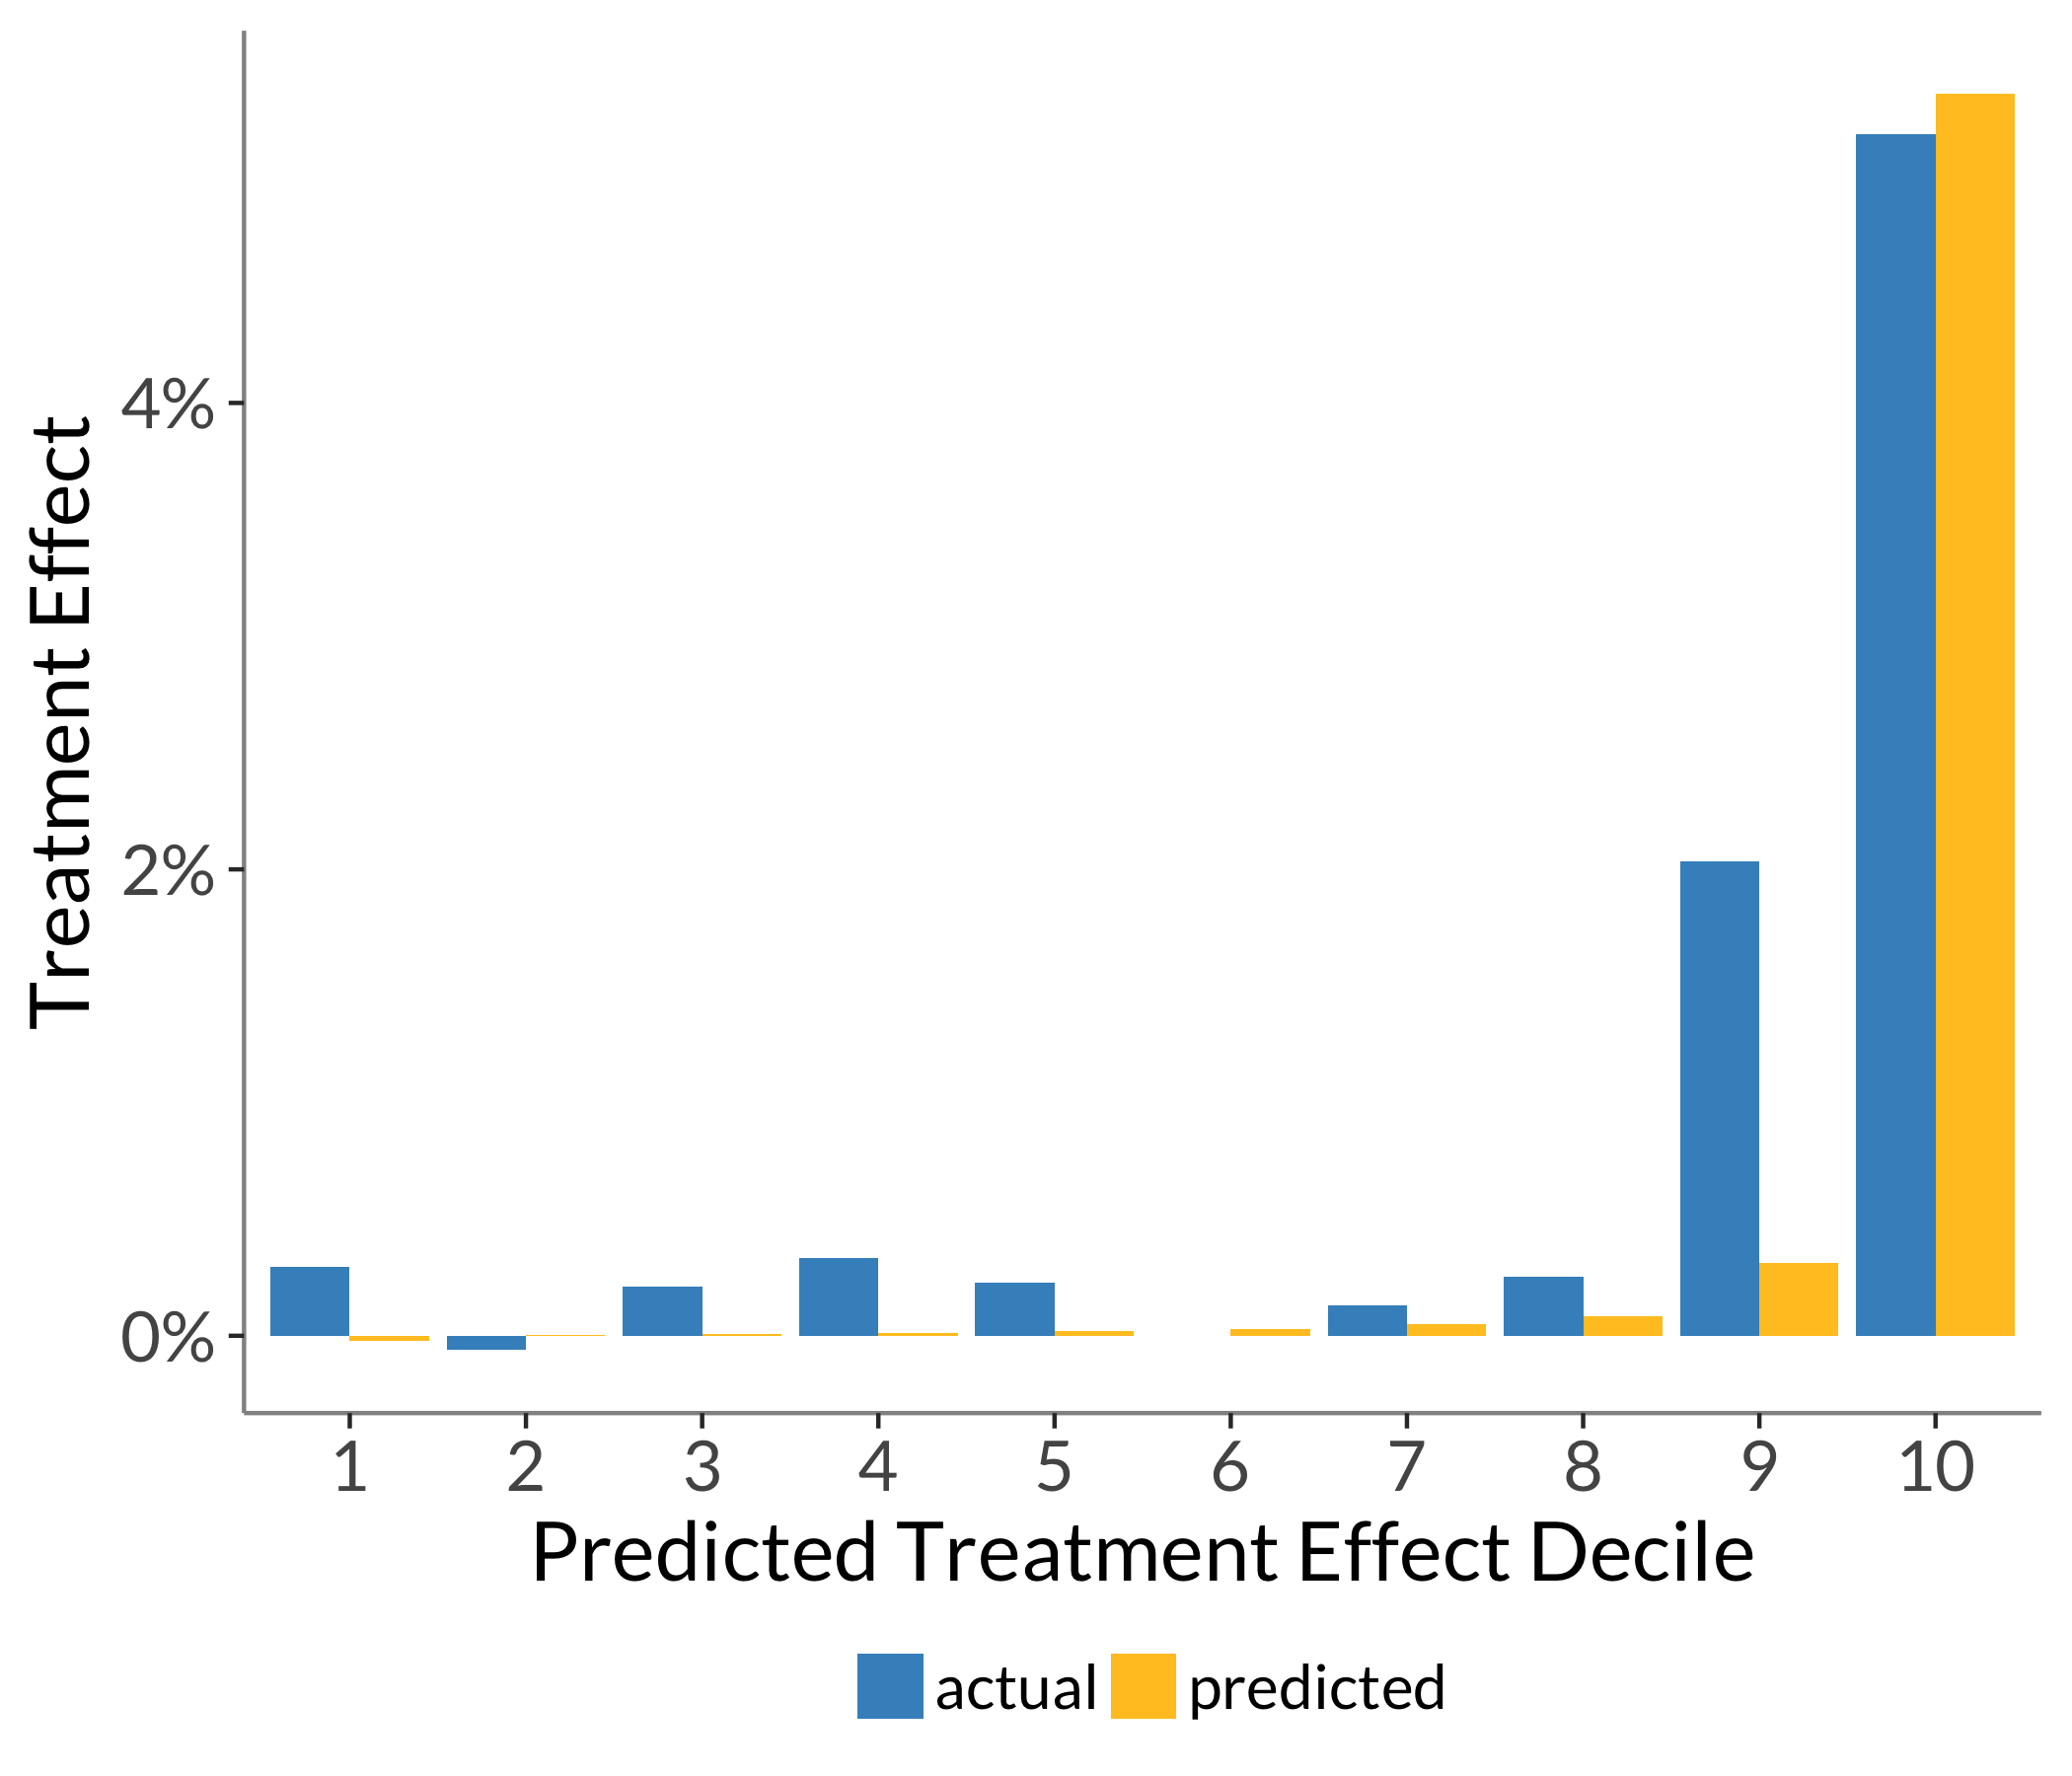 Treatment Effect
4%
2%
0%
1 2 3 4 5 6 7 8 9 10
Predicted Treatment Effect Decile
actual predicted